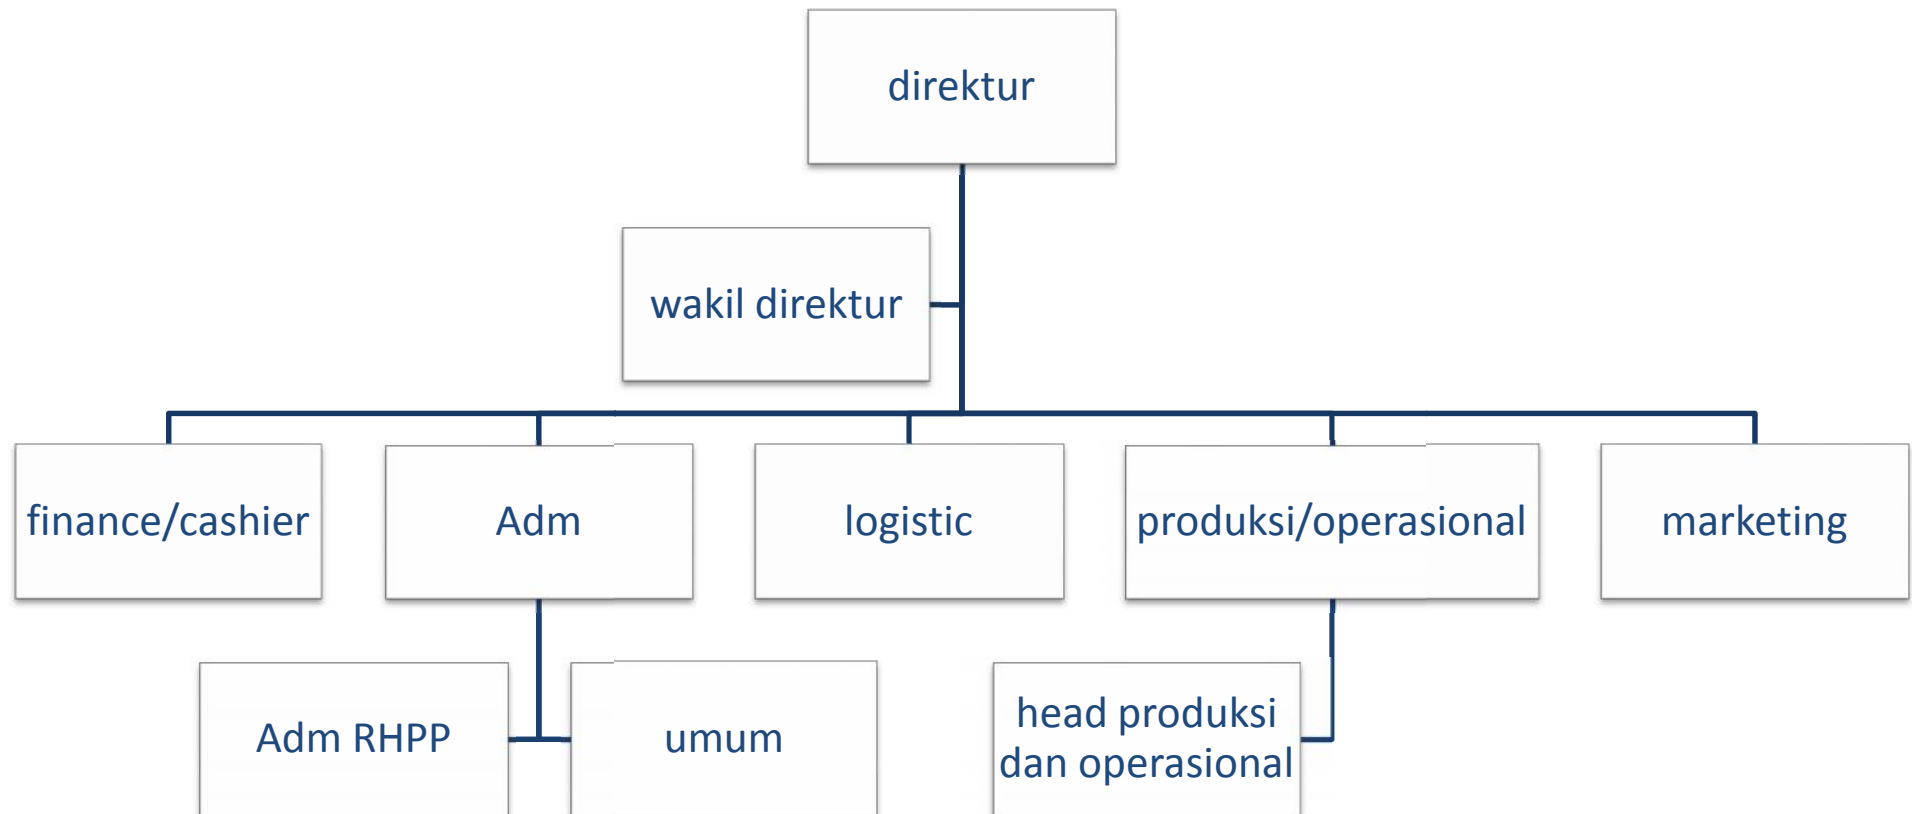 direktur
wakil direktur
finance/cashier
Adm
logistic
produksi/operasional
marketing
Adm RHPP
umum
head produksi
dan operasional